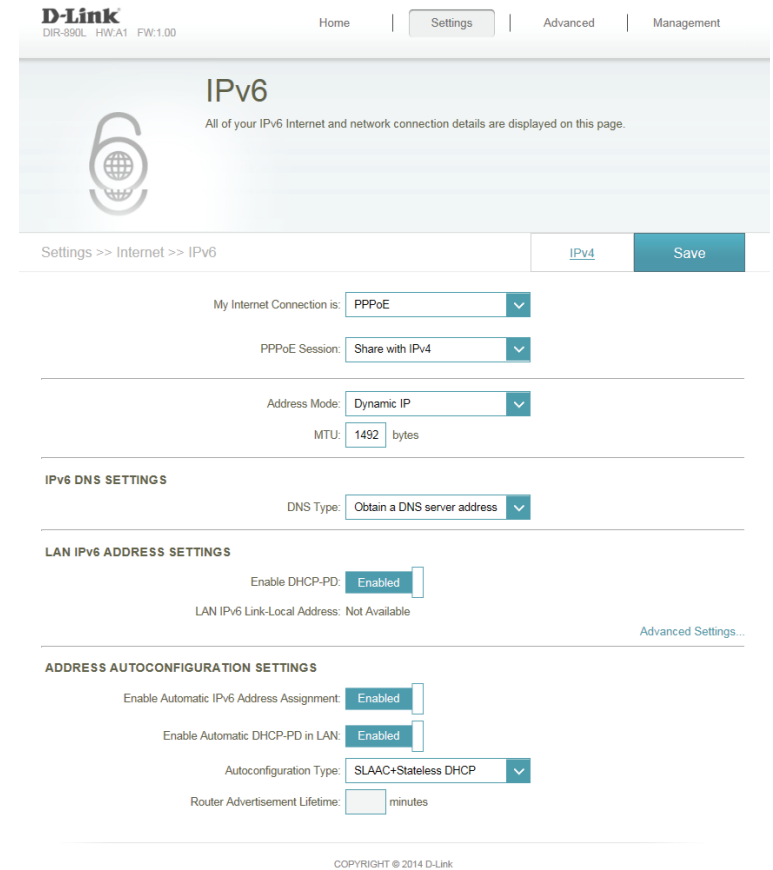 D-Link
DIR-890L HW:A1 FW:1.00
Home
Settings
Advanced
Management
IPv6
All of your IPv6 Internet and network connection details are displayed on this page.
Settings >> Internet >> IPv6
IPv4
Save
My Internet Connection is: PPPoE
PPPoE Session: Share with IPv4
Address Mode: Dynamic IP
MTU: 1492 bytes
IPv6 DNS SETTINGS
DNS Type: Obtain a DNS server address
LAN IPv6 ADDRESS SETTINGS
Enable DHCP-PD: Enabled
LAN IPv6 Link-Local Address: Not Available
Advanced Settings...
ADDRESS AUTOCONFIGURATION SETTINGS
Enable Automatic IPv6 Address Assignment: Enabled
Enable Automatic DHCP-PD in LAN: Enabled
Autoconfiguration Type: SLAAC+Stateless DHCP
Router Advertisement Lifetime: minutes
COPYRIGHT © 2014 D-Link